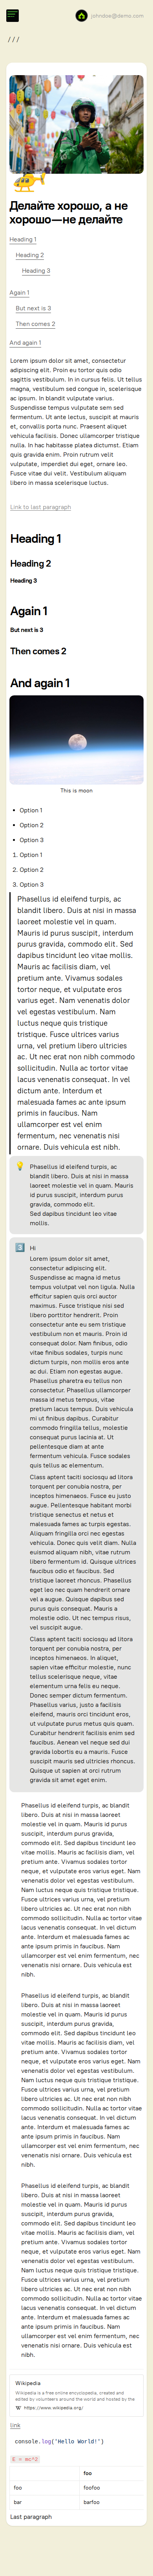 johndoe@demo.com
///
Делайте хорошо, а не
хорошо—не делайте
Heading 1
Heading 2
Heading 3
Again 1
But next is 3
Then comes 2
And again 1
Lorem ipsum dolor sit amet, consectetur
adipiscing elit. Proin eu tortor quis odio
sagittis vestibulum. In in cursus felis. Ut tellus
magna, vestibulum sed congue in, scelerisque
ac ipsum. In blandit vulputate varius.
Suspendisse tempus vulputate sem sed
fermentum. Ut ante lectus, suscipit at mauris
et, convallis porta nunc. Praesent aliquet
vehicula facilisis. Donec ullamcorper tristique
nulla. In hac habitasse platea dictumst. Etiam
quis gravida enim. Proin rutrum velit
vulputate, imperdiet dui eget, ornare leo.
Fusce vitae dui velit. Vestibulum aliquam
libero in massa scelerisque luctus.
Link to last paragraph
Heading 1
Heading 2
Heading 3
Again 1
But next is 3
Then comes 2
And again 1
This is moon
• Option 1
• Option 2
• Option 3
1. Option 1
2. Option 2
3. Option 3
Phasellus id eleifend turpis, ac
blandit libero. Duis at nisi in massa
laoreet molestie vel in quam.
Mauris id purus suscipit, interdum
purus gravida, commodo elit. Sed
dapibus tincidunt leo vitae mollis.
Mauris ac facilisis diam, vel
pretium ante. Vivamus sodales
tortor neque, et vulputate eros
varius eget. Nam venenatis dolor
vel egestas vestibulum. Nam
luctus neque quis tristique
tristique. Fusce ultrices varius
urna, vel pretium libero ultricies
ac. Ut nec erat non nibh commodo
sollicitudin. Nulla ac tortor vitae
lacus venenatis consequat. In vel
dictum ante. Interdum et
malesuada fames ac ante ipsum
primis in faucibus. Nam
ullamcorper est vel enim
fermentum, nec venenatis nisi
ornare. Duis vehicula est nibh.
💡 Phasellus id eleifend turpis, ac
blandit libero. Duis at nisi in massa
laoreet molestie vel in quam. Mauris
id purus suscipit, interdum purus
gravida, commodo elit.
Sed dapibus tincidunt leo vitae
mollis.
3️⃣ Hi
Lorem ipsum dolor sit amet,
consectetur adipiscing elit.
Suspendisse ac magna id metus
tempus volutpat vel non ligula. Nulla
efficitur sapien quis orci auctor
maximus. Fusce tristique nisi sed
libero porttitor hendrerit. Proin
consectetur ante eu sem tristique
vestibulum non et mauris. Proin id
consequat dolor. Nam finibus, odio
vitae finibus sodales, turpis nunc
dictum turpis, non mollis eros ante
ac dui. Etiam non egestas augue.
Phasellus pharetra eu tellus non
consectetur. Phasellus ullamcorper
massa id metus tempus, vitae
pretium lacus tempus. Duis vehicula
mi ut finibus dapibus. Curabitur
commodo fringilla tellus, molestie
consequat purus lacinia at. Ut
pellentesque diam at ante
fermentum vehicula. Fusce sodales
quis tellus ac elementum.
Class aptent taciti sociosqu ad litora
torquent per conubia nostra, per
inceptos himenaeos. Fusce eu justo
augue. Pellentesque habitant morbi
tristique senectus et netus et
malesuada fames ac turpis egestas.
Aliquam fringilla orci nec egestas
vehicula. Donec quis velit diam. Nulla
euismod aliquam nibh, vitae rutrum
libero fermentum id. Quisque ultrices
faucibus odio et faucibus. Sed
tristique laoreet rhoncus. Phasellus
eget leo nec quam hendrerit ornare
vel a augue. Quisque dapibus sed
purus quis consequat. Mauris a
molestie odio. Ut nec tempus risus,
vel suscipit augue.
Class aptent taciti sociosqu ad litora
torquent per conubia nostra, per
inceptos himenaeos. In aliquet,
sapien vitae efficitur molestie, nunc
tellus scelerisque neque, vitae
elementum urna felis eu neque.
Donec semper dictum fermentum.
Phasellus varius, justo a facilisis
eleifend, mauris orci tincidunt eros,
ut vulputate purus metus quis quam.
Curabitur hendrerit facilisis enim sed
faucibus. Aenean vel neque sed dui
gravida lobortis eu a mauris. Fusce
suscipit mauris sed ultricies rhoncus.
Quisque ut sapien at orci rutrum
gravida sit amet eget enim.
Phasellus id eleifend turpis, ac blandit
libero. Duis at nisi in massa laoreet
molestie vel in quam. Mauris id purus
suscipit, interdum purus gravida,
commodo elit. Sed dapibus tincidunt leo
vitae mollis. Mauris ac facilisis diam, vel
pretium ante. Vivamus sodales tortor
neque, et vulputate eros varius eget. Nam
venenatis dolor vel egestas vestibulum.
Nam luctus neque quis tristique tristique.
Fusce ultrices varius urna, vel pretium
libero ultricies ac. Ut nec erat non nibh
commodo sollicitudin. Nulla ac tortor vitae
lacus venenatis consequat. In vel dictum
ante. Interdum et malesuada fames ac
ante ipsum primis in faucibus. Nam
ullamcorper est vel enim fermentum, nec
venenatis nisi ornare. Duis vehicula est
nibh.
Phasellus id eleifend turpis, ac blandit
libero. Duis at nisi in massa laoreet
molestie vel in quam. Mauris id purus
suscipit, interdum purus gravida,
commodo elit. Sed dapibus tincidunt leo
vitae mollis. Mauris ac facilisis diam, vel
pretium ante. Vivamus sodales tortor
neque, et vulputate eros varius eget. Nam
venenatis dolor vel egestas vestibulum.
Nam luctus neque quis tristique tristique.
Fusce ultrices varius urna, vel pretium
libero ultricies ac. Ut nec erat non nibh
commodo sollicitudin. Nulla ac tortor vitae
lacus venenatis consequat. In vel dictum
ante. Interdum et malesuada fames ac
ante ipsum primis in faucibus. Nam
ullamcorper est vel enim fermentum, nec
venenatis nisi ornare. Duis vehicula est
nibh.
Phasellus id eleifend turpis, ac blandit
libero. Duis at nisi in massa laoreet
molestie vel in quam. Mauris id purus
suscipit, interdum purus gravida,
commodo elit. Sed dapibus tincidunt leo
vitae mollis. Mauris ac facilisis diam, vel
pretium ante. Vivamus sodales tortor
neque, et vulputate eros varius eget. Nam
venenatis dolor vel egestas vestibulum.
Nam luctus neque quis tristique tristique.
Fusce ultrices varius urna, vel pretium
libero ultricies ac. Ut nec erat non nibh
commodo sollicitudin. Nulla ac tortor vitae
lacus venenatis consequat. In vel dictum
ante. Interdum et malesuada fames ac
ante ipsum primis in faucibus. Nam
ullamcorper est vel enim fermentum, nec
venenatis nisi ornare. Duis vehicula est
nibh.
Wikipedia
Wikipedia is a free online encyclopedia, created and
edited by volunteers around the world and hosted by the
W https://www.wikipedia.org/
link
console.log("Hello World!")
E = mc^2
foo
foo foofoo
bar barfoo
Last paragraph